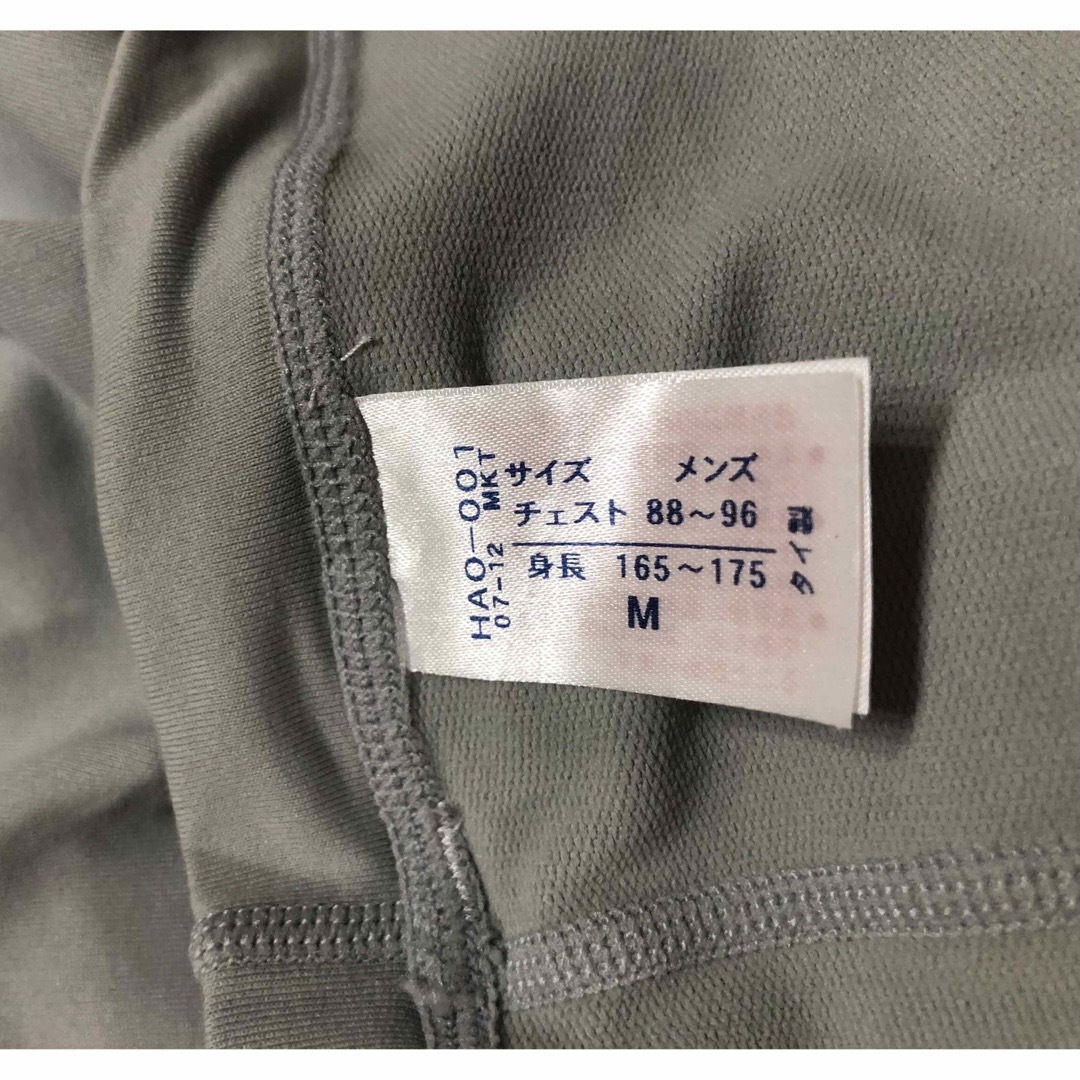 サイズ メンズ
チェスト 88～96
身長 165～175
M
HAO-001
07-12 MKT
タイ製